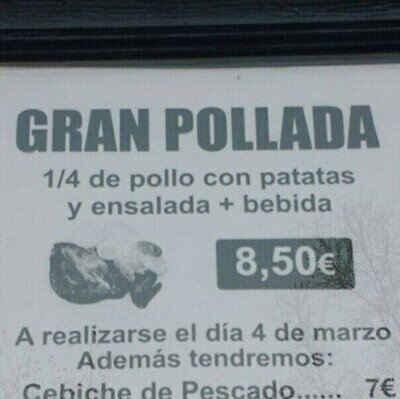 GRAN POLLADA
1/4 de pollo con patatas
y ensalada + bebida
8,50€
A realizarse el día 4 de marzo
Además tendremos:
Cebiche de Pescado...... 7€